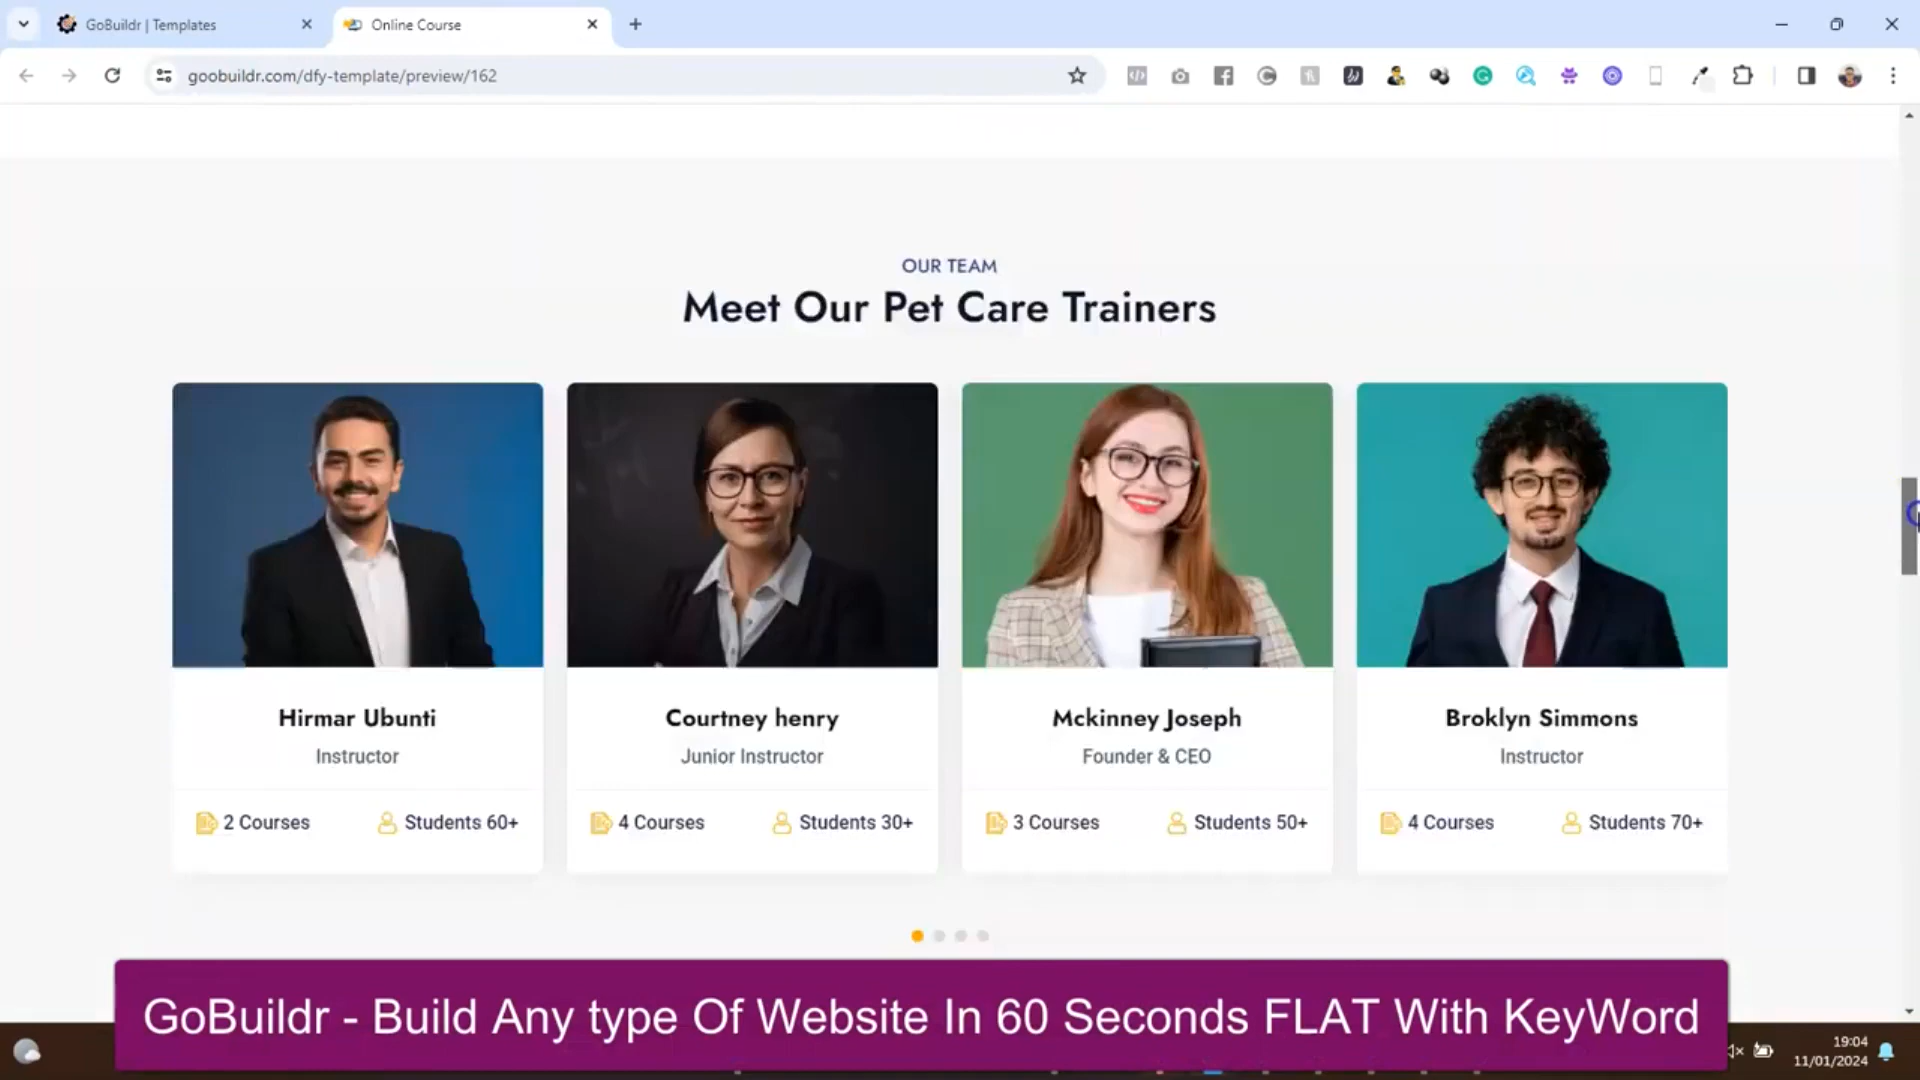 GoBuildr | Templates
Online Course
goobuildr.com/dfy-template/preview/162
OUR TEAM
Meet Our Pet Care Trainers
Hirmar Ubunti
Instructor
2 Courses
Students 60+
Courtney henry
Junior Instructor
4 Courses
Students 30+
Mckinney Joseph
Founder & CEO
3 Courses
Students 50+
Broklyn Simmons
Instructor
4 Courses
Students 70+
GoBuildr - Build Any type Of Website In 60 Seconds FLAT With KeyWord
19:04
11/01/2024